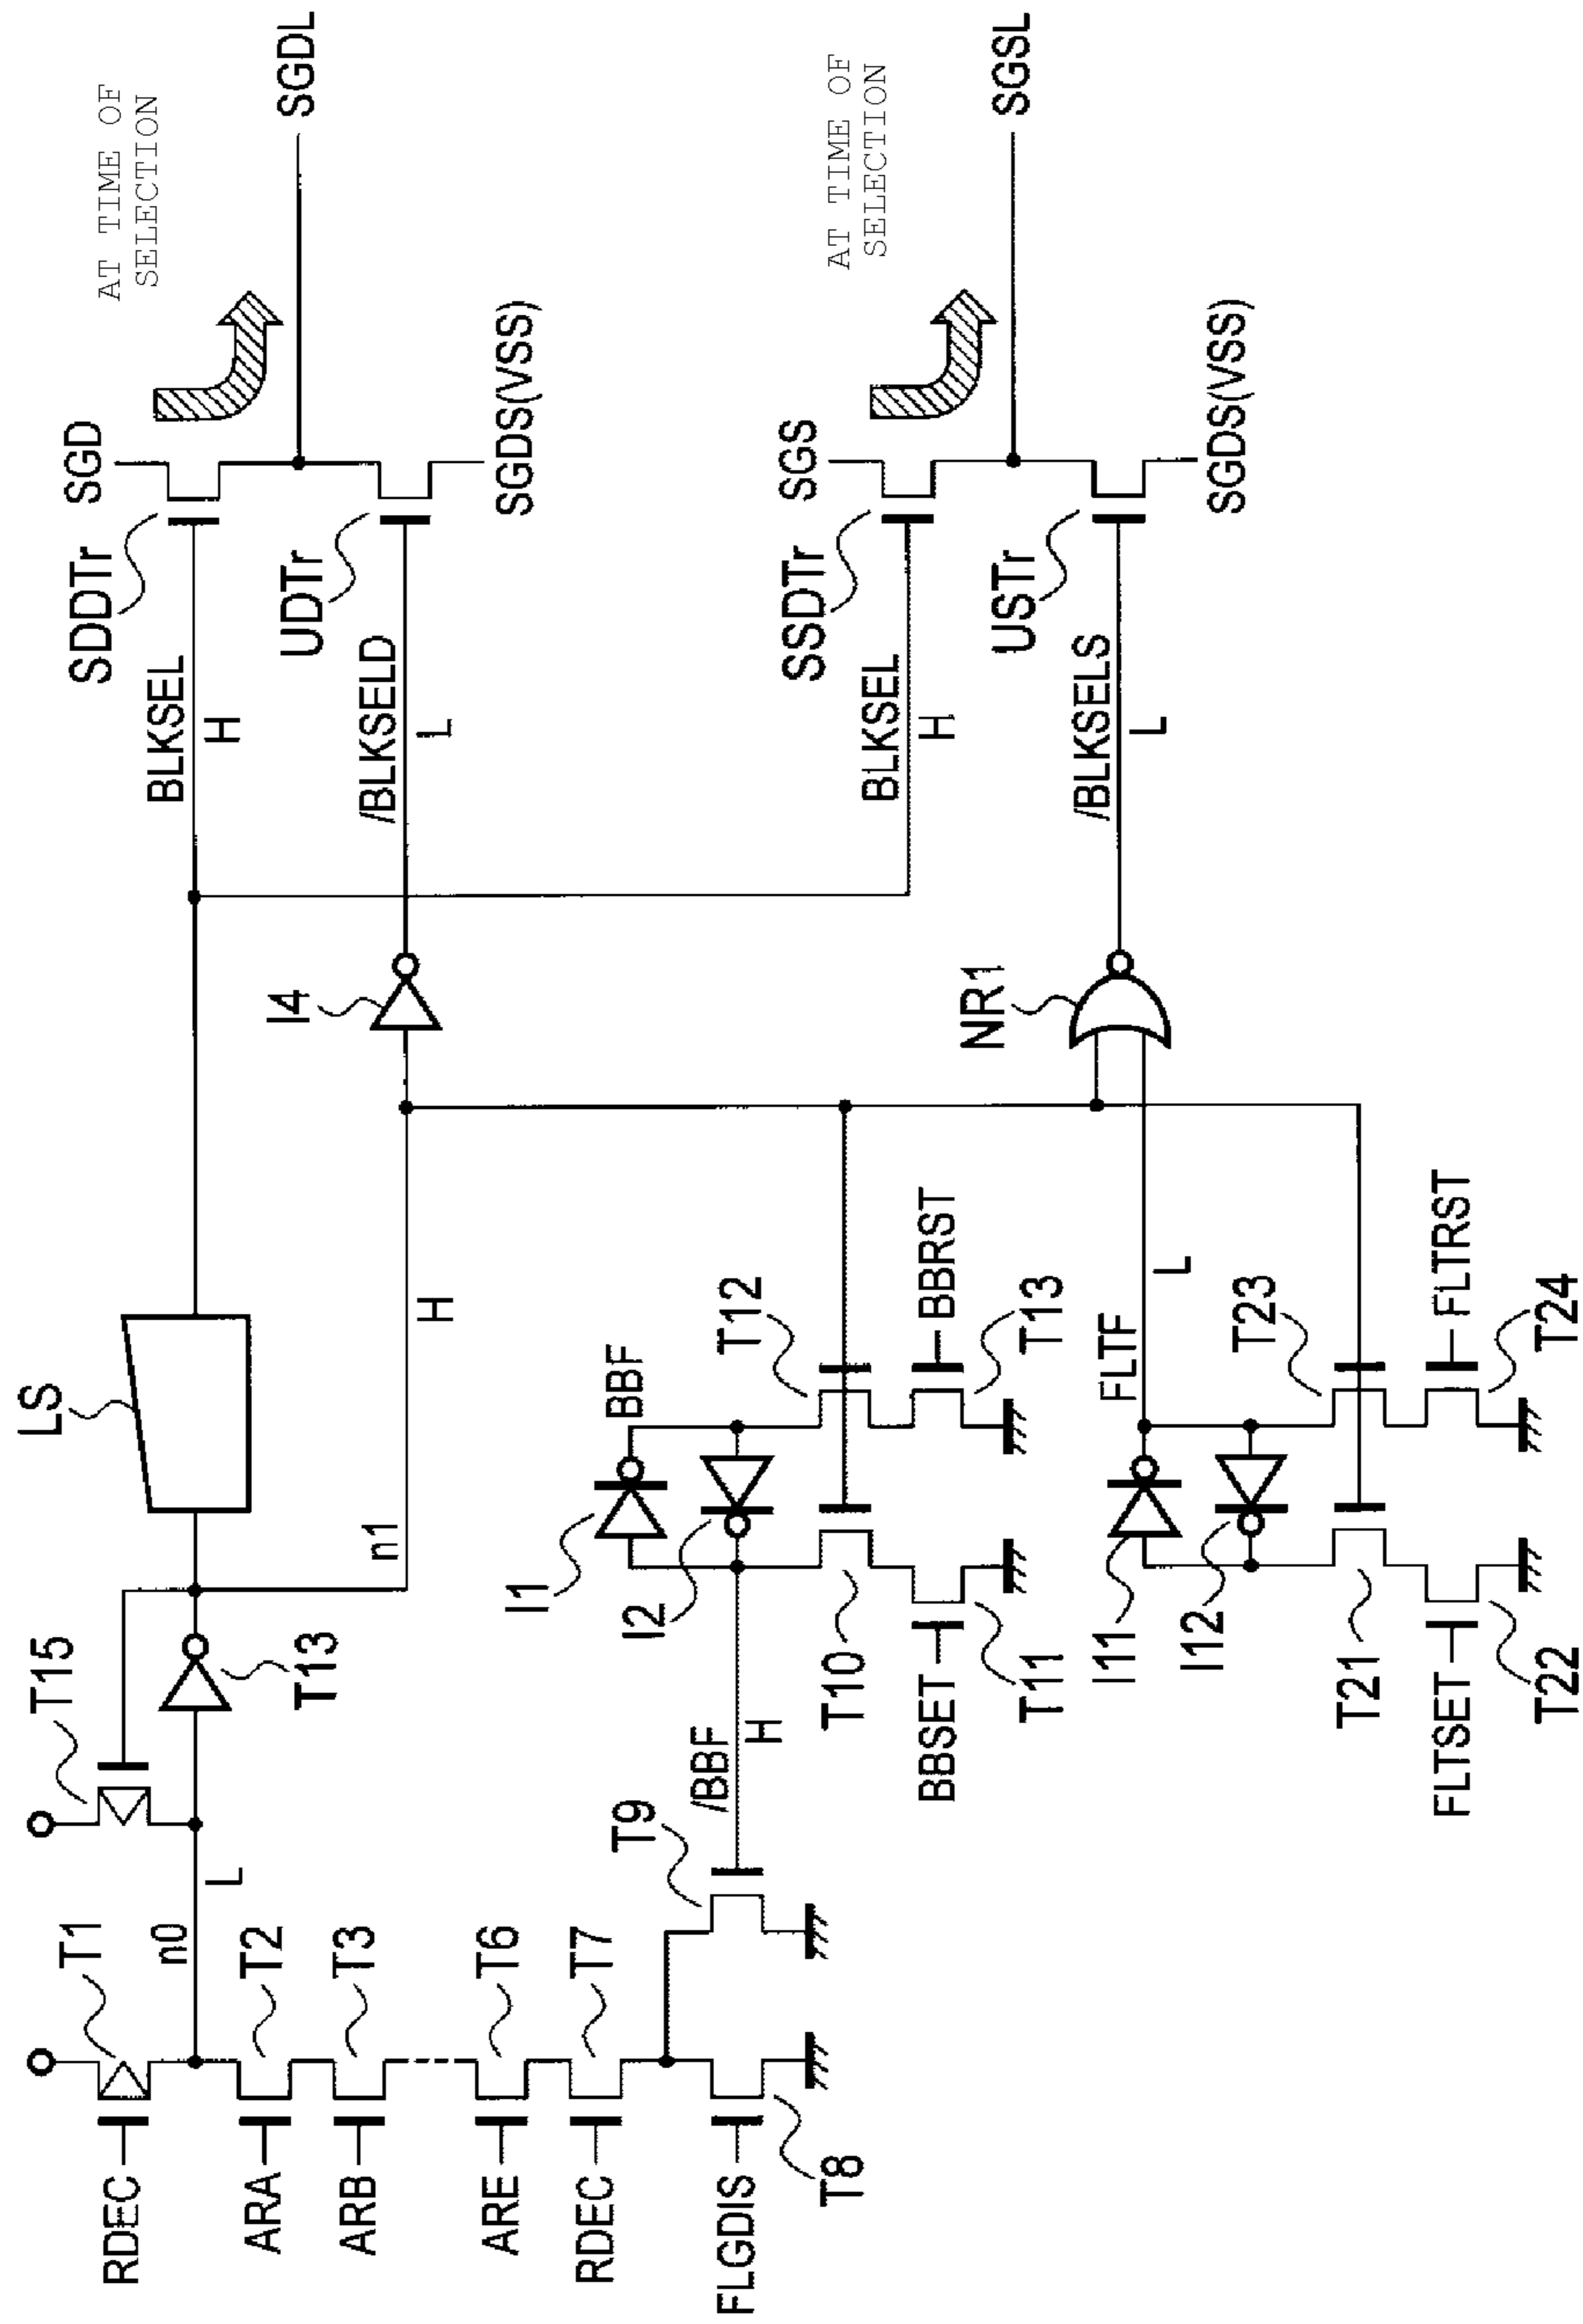 RDEC
T1
n0
L
T15
T13
LS
BLKSEL
H
SDDTr
SGD
AT TIME OF
SELECTION
SGDL
ARA
T2
ARB
T3
n1
H
I4
/BLKSELD
L
UDTr
SGDS(VSS)
ARE
T6
RDEC
T7
FLGDIS
T8
T9
/BBF
H
I1
BBF
I2
T10
T12
BBSET
T11
BBRST
T13
BLKSEL
H
SSDTr
SGS
AT TIME OF
SELECTION
SGSL
NR1
/BLKSELS
L
USTr
SGDS(VSS)
I11
FLTF
L
I12
T21
T23
FLTSET
T22
FLTRST
T24